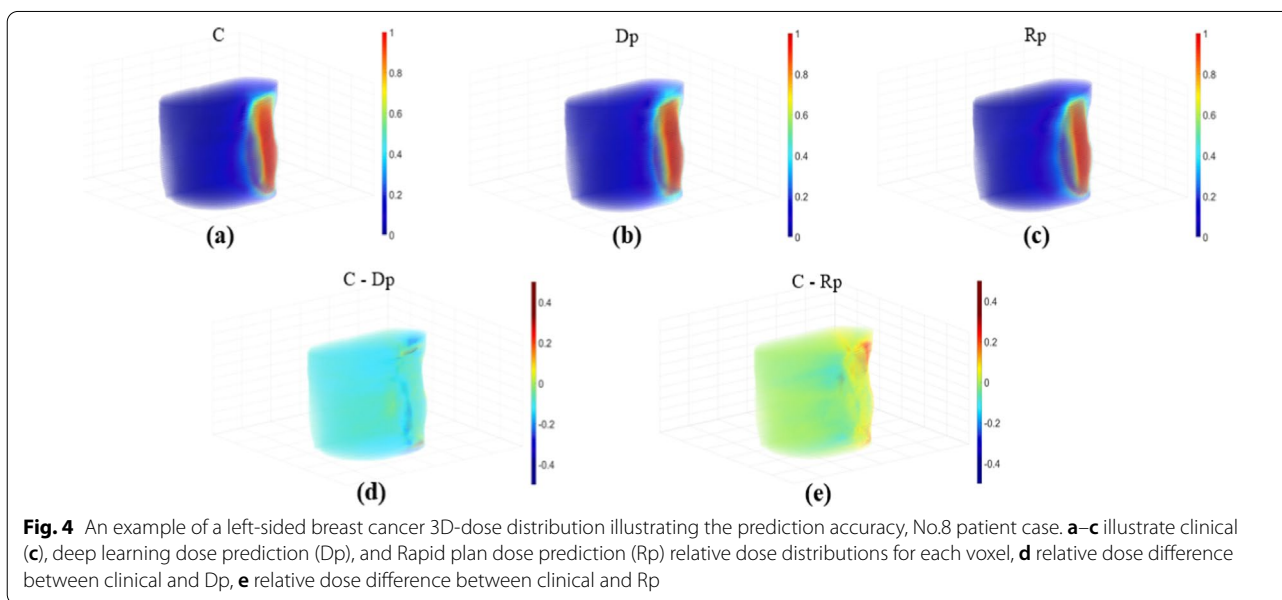 C
Dp
Rp
1
0.8
0.6
0.4
0.2
0
1
0.8
0.6
0.4
0.2
0
1
0.8
0.6
0.4
0.2
0
(a)
(b)
(c)
C - Dp
C - Rp
0.4
0.2
0
-0.2
-0.4
0.4
0.2
0
-0.2
-0.4
(d)
(e)
Fig. 4 An example of a left-sided breast cancer 3D-dose distribution illustrating the prediction accuracy, No.8 patient case. a–c illustrate clinical
(c), deep learning dose prediction (Dp), and Rapid plan dose prediction (Rp) relative dose distributions for each voxel, d relative dose difference
between clinical and Dp, e relative dose difference between clinical and Rp